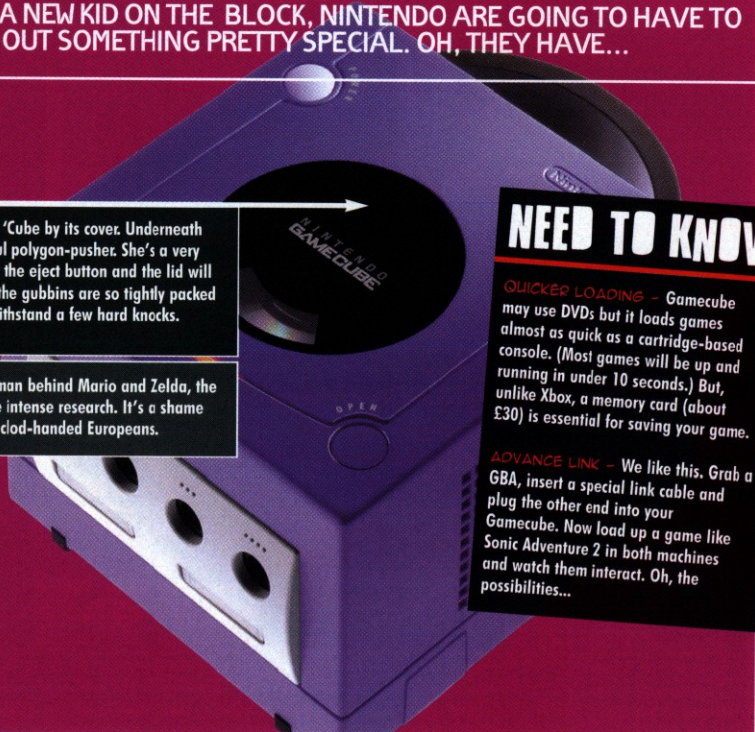 A NEW KID ON THE BLOCK, NINTENDO ARE GOING TO HAVE TO
OUT SOMETHING PRETTY SPECIAL. OH, THEY HAVE...
POWER
'Cube by its cover. Underneath
polygon-pusher. She's a very
the eject button and the lid will
the gubbins are so tightly packed
a few hard knocks.
man behind Mario and Zelda, the
intense research. It's a shame
clod-handed Europeans.
NINTENDO
GAMECUBE
OPEN
NEED TO KNOW
QUICKER LOADING – Gamecube
may use DVDs but it loads games
almost as quick as a cartridge-based
console. (Most games will be up and
running in under 10 seconds.) But,
unlike Xbox, a memory card (about
£30) is essential for saving your game.
ADVANCE LINK – We like this. Grab a
GBA, insert a special link cable and
plug the other end into your
Gamecube. Now load up a game like
Sonic Adventure 2 in both machines
and watch them interact. Oh, the
possibilities...